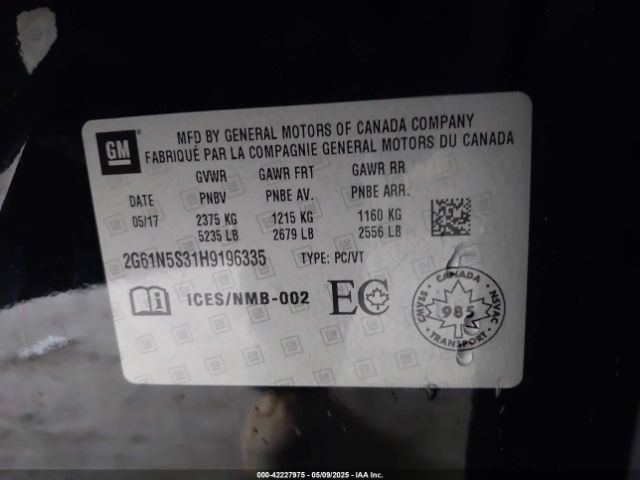 GM
MFD BY GENERAL MOTORS OF CANADA COMPANY
FABRIQUÉ PAR LA COMPAGNIE GENERAL MOTORS DU CANADA
GVWR GAWR FRT GAWR RR
DATE PNBV PNBE AV. PNBE ARR.
05/17 2375 KG 1215 KG 1160 KG
5235 LB 2679 LB 2556 LB
2G61N5S31H9196335 TYPE: PC/VT
i ICES/NMB-002 EC
CANADA
CMVSS 985 NSVAC
TRANSPORT
000-42227975 — 05/09/2025 — IAA Inc.